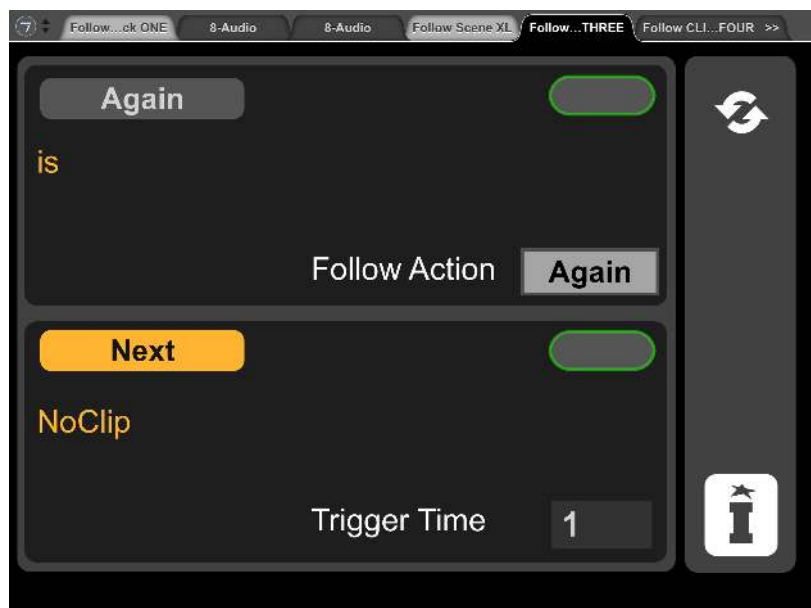 7 Follow...ck ONE 8-Audio 8-Audio Follow Scene XL Follow...THREE Follow CLI...FOUR >>
Again
is
Follow Action Again
Next
NoClip
Trigger Time 1